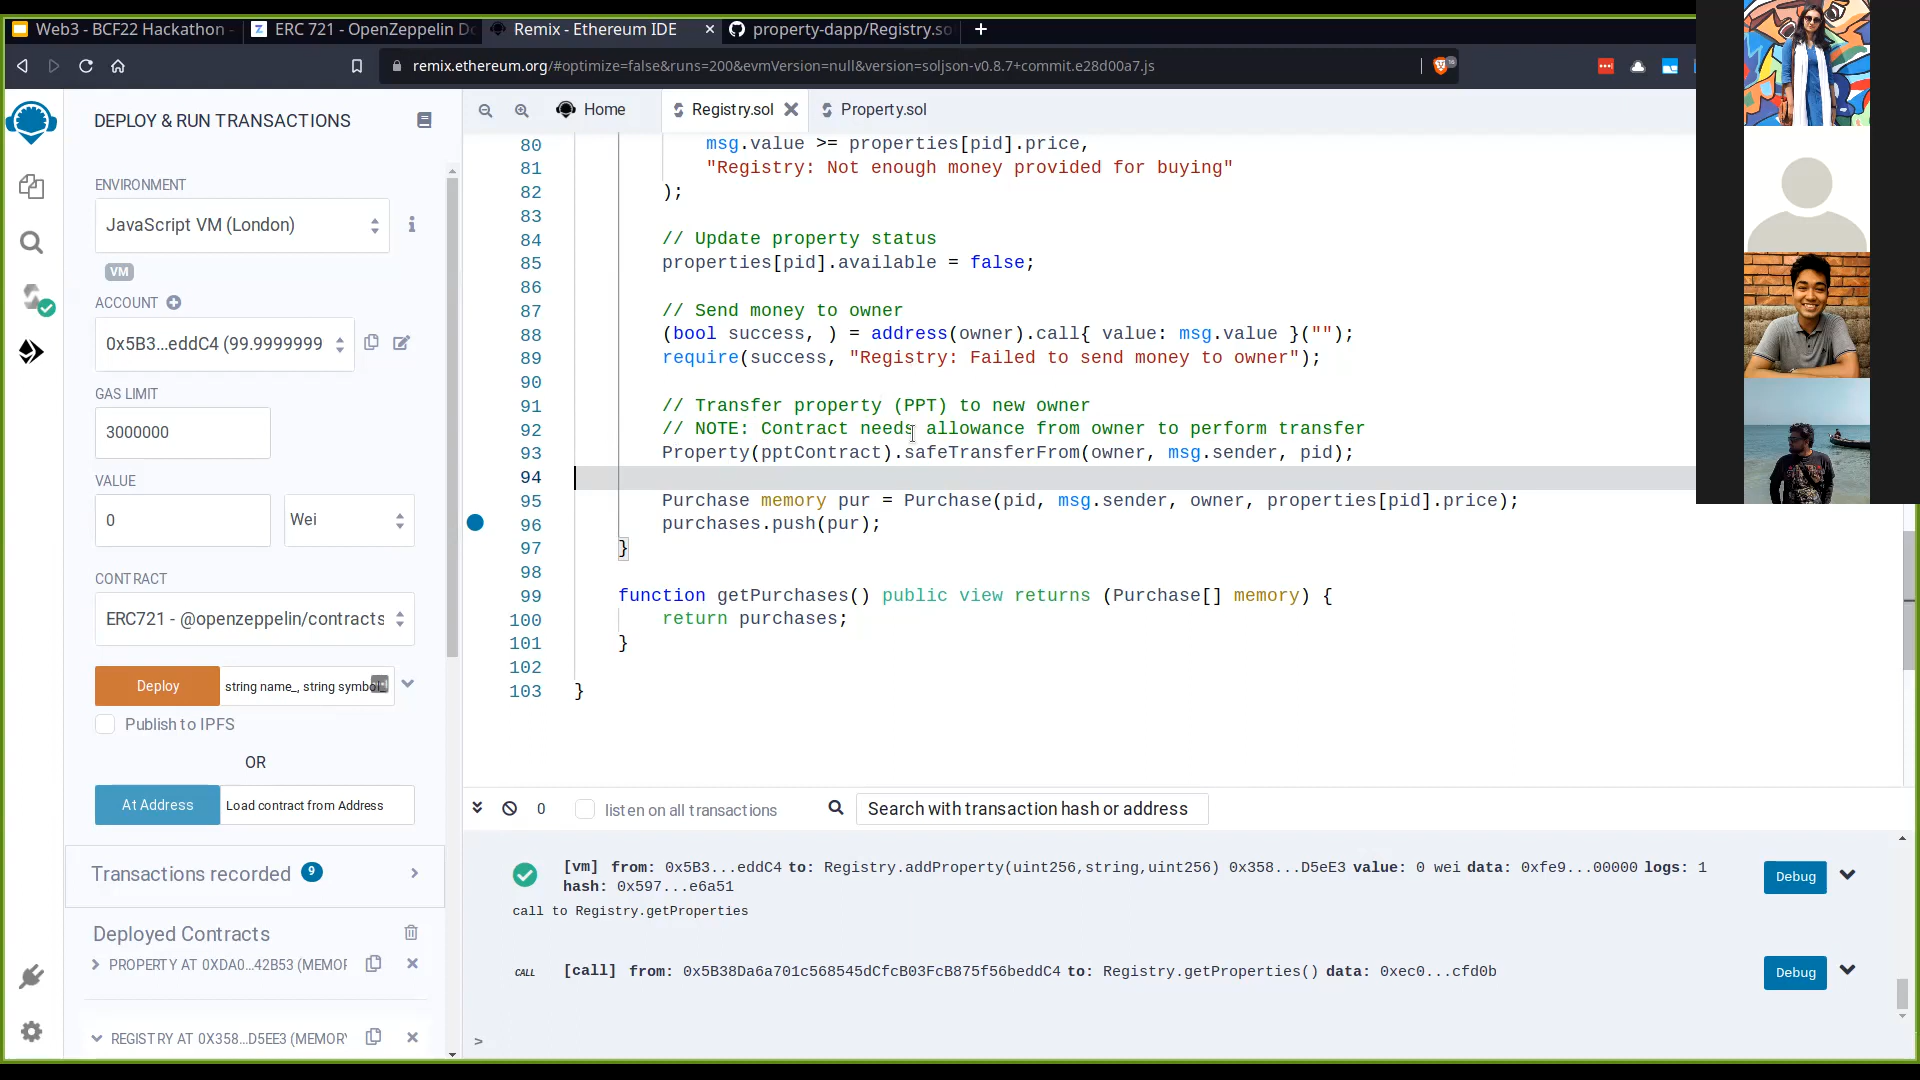 Web3 - BCF22 Hackathon -
ERC 721 - OpenZeppelin Do
Remix - Ethereum IDE
property-dapp/Registry.so
remix.ethereum.org/#optimize=false&runs=200&evmVersion=null&version=soljson-v0.8.7+commit.e28d00a7.js
DEPLOY & RUN TRANSACTIONS
ENVIRONMENT
JavaScript VM (London)
VM
ACCOUNT
0x5B3...eddC4 (99.9999999
GAS LIMIT
3000000
VALUE
0
Wei
CONTRACT
ERC721 - @openzeppelin/contracts
Deploy
string name_, string symbol_
Publish to IPFS
OR
At Address
Load contract from Address
Transactions recorded 9
Deployed Contracts
PROPERTY AT 0XDA0...42B53 (MEMOR
REGISTRY AT 0X358...D5EE3 (MEMORY
Home
Registry.sol
Property.sol
80 msg.value >= properties[pid].price,
81 "Registry: Not enough money provided for buying"
82 );
83
84 // Update property status
85 properties[pid].available = false;
86
87 // Send money to owner
88 (bool success, ) = address(owner).call{ value: msg.value }("");
89 require(success, "Registry: Failed to send money to owner");
90
91 // Transfer property (PPT) to new owner
92 // NOTE: Contract needs allowance from owner to perform transfer
93 Property(pptContract).safeTransferFrom(owner, msg.sender, pid);
94
95 Purchase memory pur = Purchase(pid, msg.sender, owner, properties[pid].price);
96 purchases.push(pur);
97 }
98
99 function getPurchases() public view returns (Purchase[] memory) {
100 return purchases;
101 }
102
103 }
0
listen on all transactions
Search with transaction hash or address
[vm] from: 0x5B3...eddC4 to: Registry.addProperty(uint256,string,uint256) 0x358...D5eE3 value: 0 wei data: 0xfe9...00000 logs: 1
hash: 0x597...e6a51
Debug
call to Registry.getProperties
CALL [call] from: 0x5B38Da6a701c568545dCfcB03FcB875f56beddC4 to: Registry.getProperties() data: 0xec0...cfd0b
Debug
>